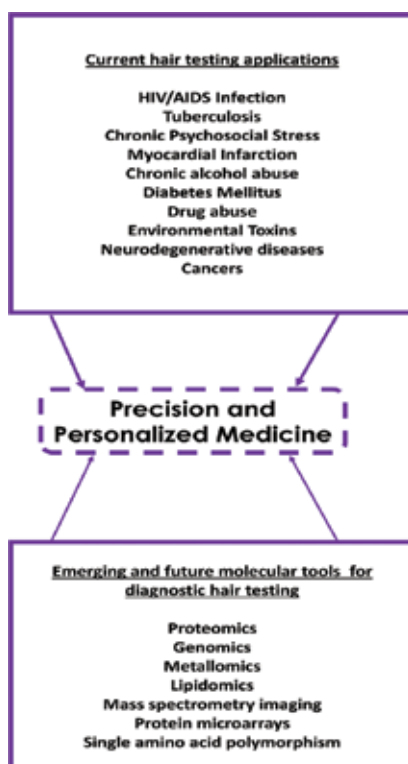 Current hair testing applications
HIV/AIDS Infection
Tuberculosis
Chronic Psychosocial Stress
Myocardial Infarction
Chronic alcohol abuse
Diabetes Mellitus
Drug abuse
Environmental Toxins
Neurodegenerative diseases
Cancers
Precision and
Personalized Medicine
Emerging and future molecular tools for
diagnostic hair testing
Proteomics
Genomics
Metallomics
Lipidomics
Mass spectrometry imaging
Protein microarrays
Single amino acid polymorphism